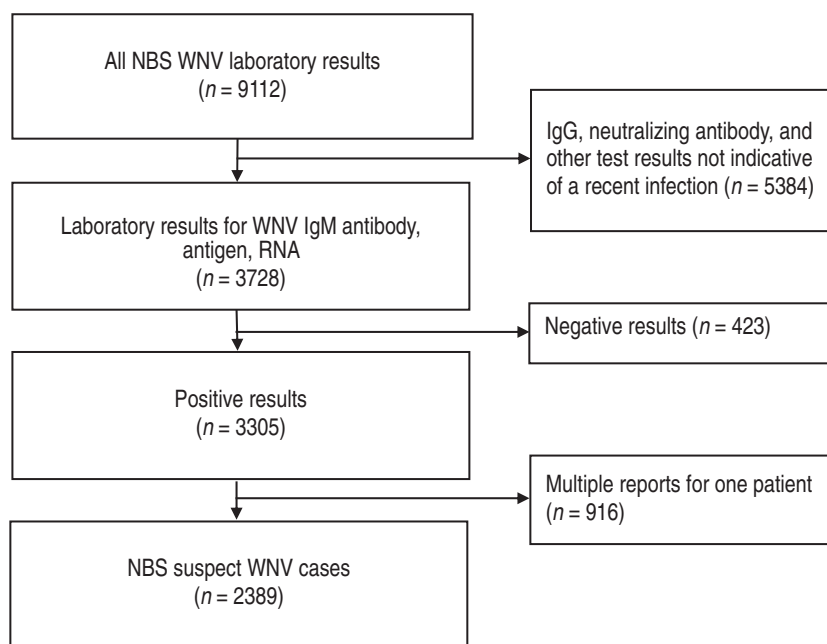 All NBS WNV laboratory results
(n = 9112)
IgG, neutralizing antibody, and
other test results not indicative
of a recent infection (n = 5384)
Laboratory results for WNV IgM antibody,
antigen, RNA
(n = 3728)
Negative results (n = 423)
Positive results
(n = 3305)
Multiple reports for one patient
(n = 916)
NBS suspect WNV cases
(n = 2389)